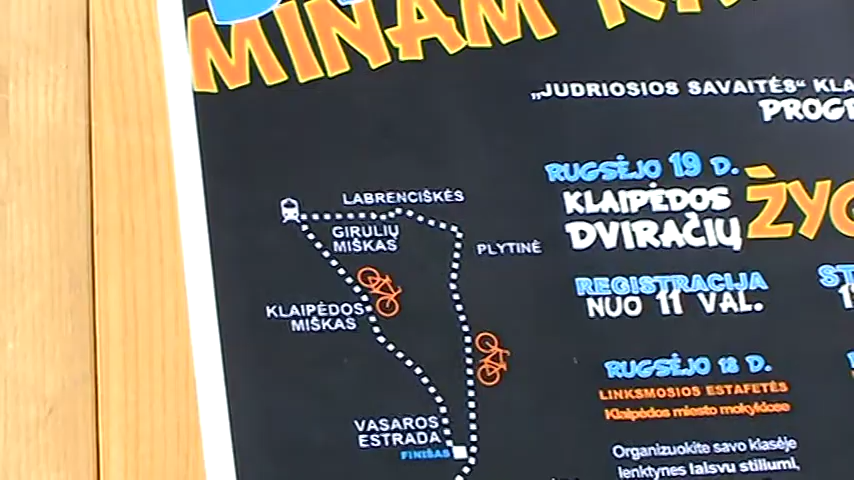 MINAM
„JUDRIOSIOS SAVAITĖS“
RUGSĖJO 19 D.
KLAIPĖDOS
DVIRAČIŲ
REGISTRACIJA
NUO 11 VAL.
RUGSĖJO 18 D.
LINKSMOSIOS ESTAFETĖS
Klaipėdos miesto mokyklose
Organizuokite savo klasėje
lenktynes laisvu stiliumi,
LABRENCIŠKĖS
GIRULIŲ
MIŠKAS
PLYTINĖ
KLAIPĖDOS
MIŠKAS
VASAROS
ESTRADA
FINIŠAS